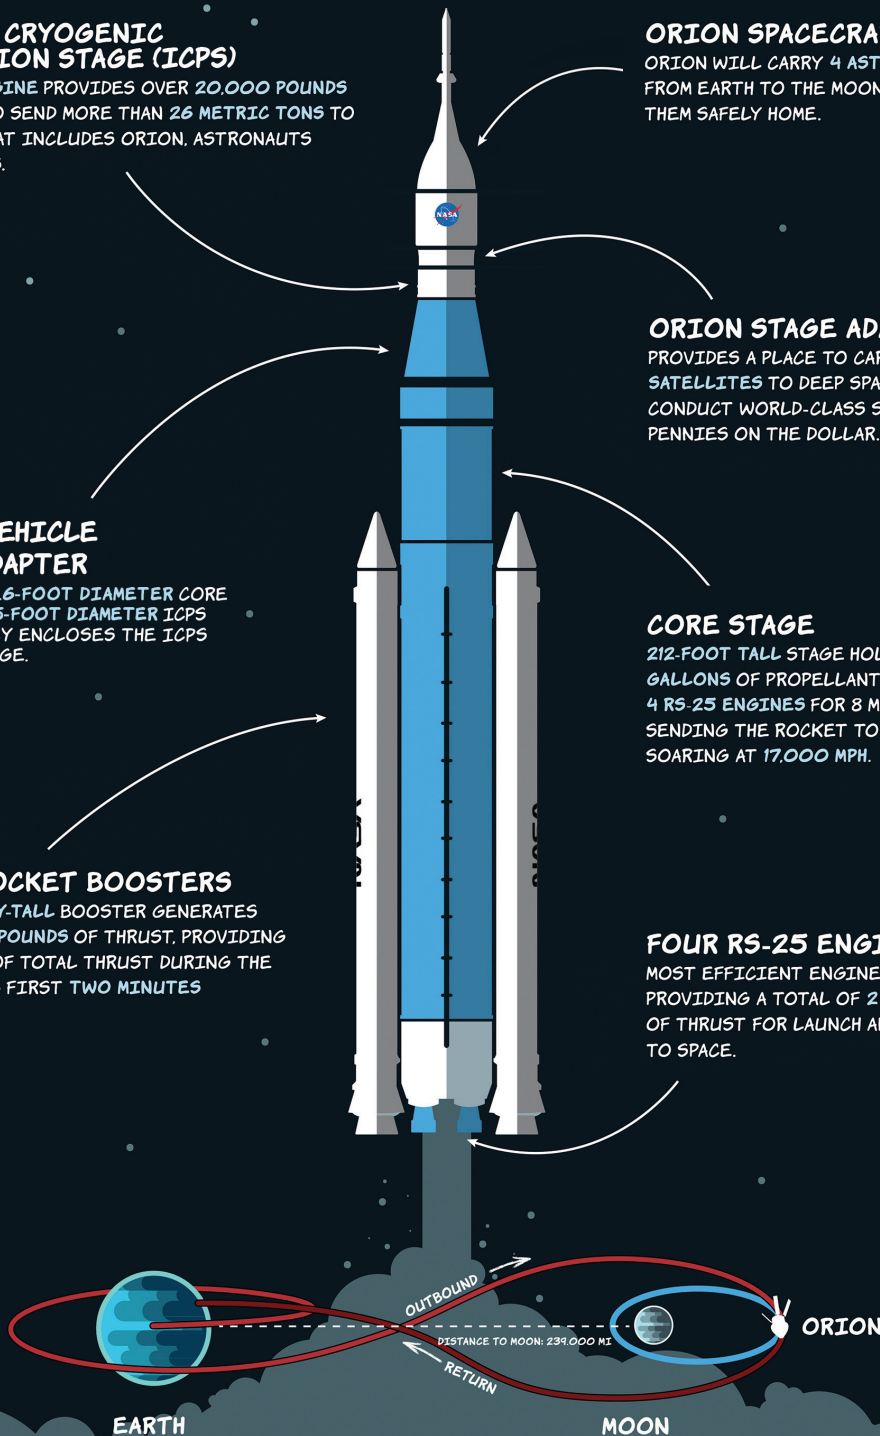 CRYOGENIC
ION STAGE (ICPS)
GINE PROVIDES OVER 20,000 POUNDS
O SEND MORE THAN 26 METRIC TONS TO
AT INCLUDES ORION, ASTRONAUTS
S.
ORION SPACECRA
ORION WILL CARRY 4 AST
FROM EARTH TO THE MOON
THEM SAFELY HOME.
NASA
ORION STAGE ADA
PROVIDES A PLACE TO CAR
SATELLITES TO DEEP SPA
CONDUCT WORLD-CLASS S
PENNIES ON THE DOLLAR.
EHICLE
DAPTER
.6-FOOT DIAMETER CORE
5-FOOT DIAMETER ICPS
Y ENCLOSES THE ICPS
GE.
CORE STAGE
212-FOOT TALL STAGE HOL
GALLONS OF PROPELLANT
4 RS-25 ENGINES FOR 8 M
SENDING THE ROCKET TO
SOARING AT 17,000 MPH.
NASA
NASA
OCKET BOOSTERS
Y-TALL BOOSTER GENERATES
POUNDS OF THRUST, PROVIDING
OF TOTAL THRUST DURING THE
FIRST TWO MINUTES
FOUR RS-25 ENGI
MOST EFFICIENT ENGINE
PROVIDING A TOTAL OF 2
OF THRUST FOR LAUNCH A
TO SPACE.
OUTBOUND
DISTANCE TO MOON: 239,000 MI
RETURN
ORION
EARTH
MOON